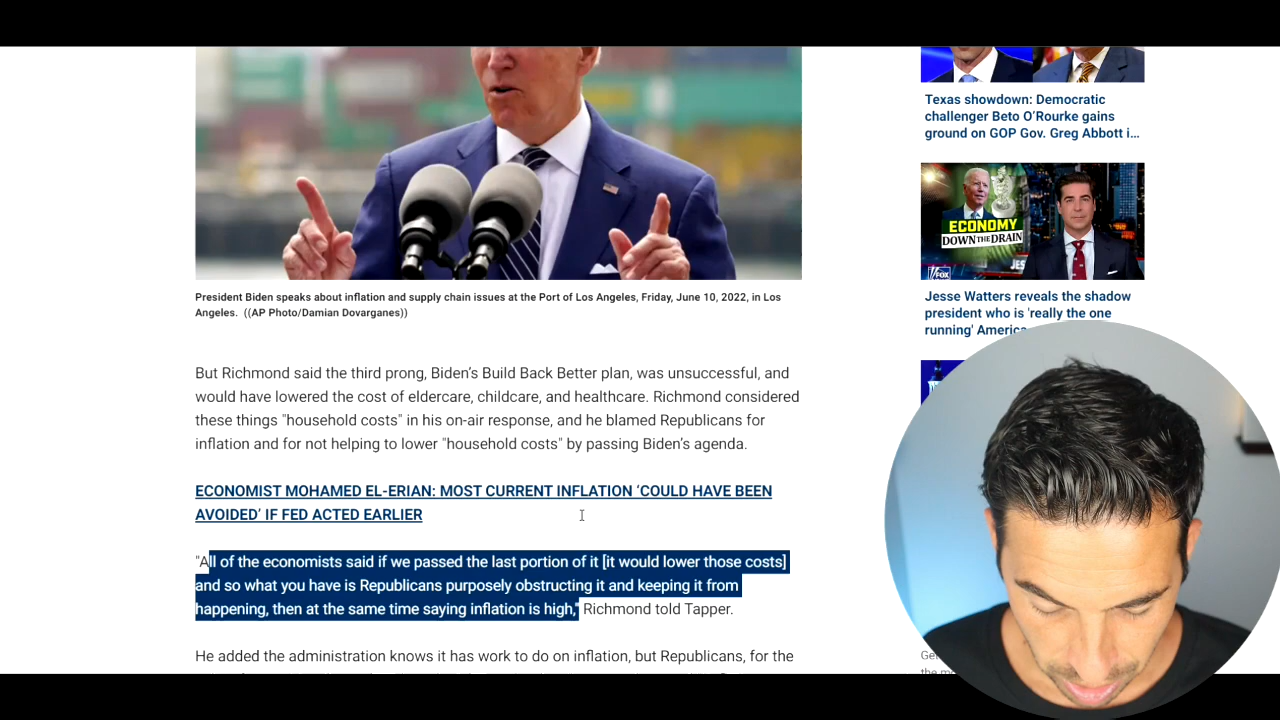 President Biden speaks about inflation and supply chain issues at the Port of Los Angeles, Friday, June 10, 2022, in Los
Angeles.  ((AP Photo/Damian Dovarganes))
But Richmond said the third prong, Biden’s Build Back Better plan, was unsuccessful, and
would have lowered the cost of eldercare, childcare, and healthcare. Richmond considered
these things "household costs" in his on-air response, and he blamed Republicans for
inflation and for not helping to lower "household costs" by passing Biden’s agenda.
ECONOMIST MOHAMED EL-ERIAN: MOST CURRENT INFLATION ‘COULD HAVE BEEN
AVOIDED’ IF FED ACTED EARLIER
"All of the economists said if we passed the last portion of it [it would lower those costs]
and so what you have is Republicans purposely obstructing it and keeping it from
happening, then at the same time saying inflation is high," Richmond told Tapper.
He added the administration knows it has work to do on inflation, but Republicans, for the
Texas showdown: Democratic
challenger Beto O’Rourke gains
ground on GOP Gov. Greg Abbott i...
ECONOMY
DOWN THE DRAIN
FOX
Jesse Watters reveals the shadow
president who is 'really the one
running' America